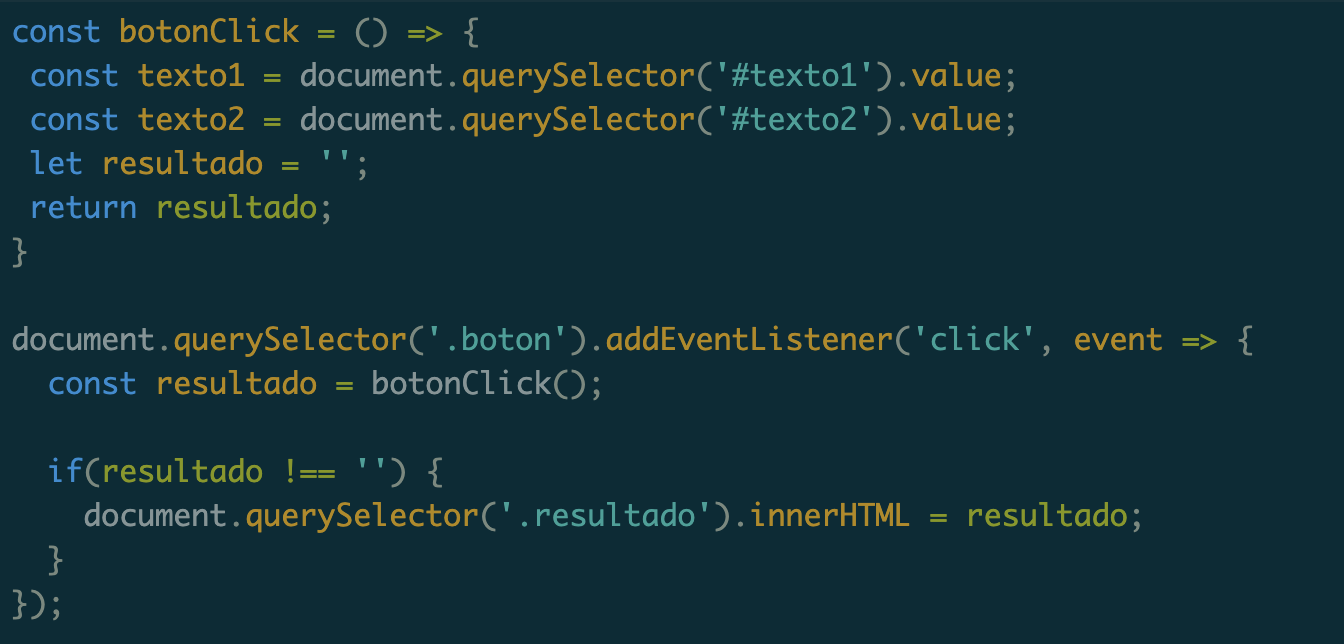 const botonClick = () => {
 const texto1 = document.querySelector('#texto1').value;
 const texto2 = document.querySelector('#texto2').value;
 let resultado = '';
 return resultado;
}

document.querySelector('.boton').addEventListener('click', event => {
  const resultado = botonClick();

  if(resultado !== '') {
    document.querySelector('.resultado').innerHTML = resultado;
  }
});